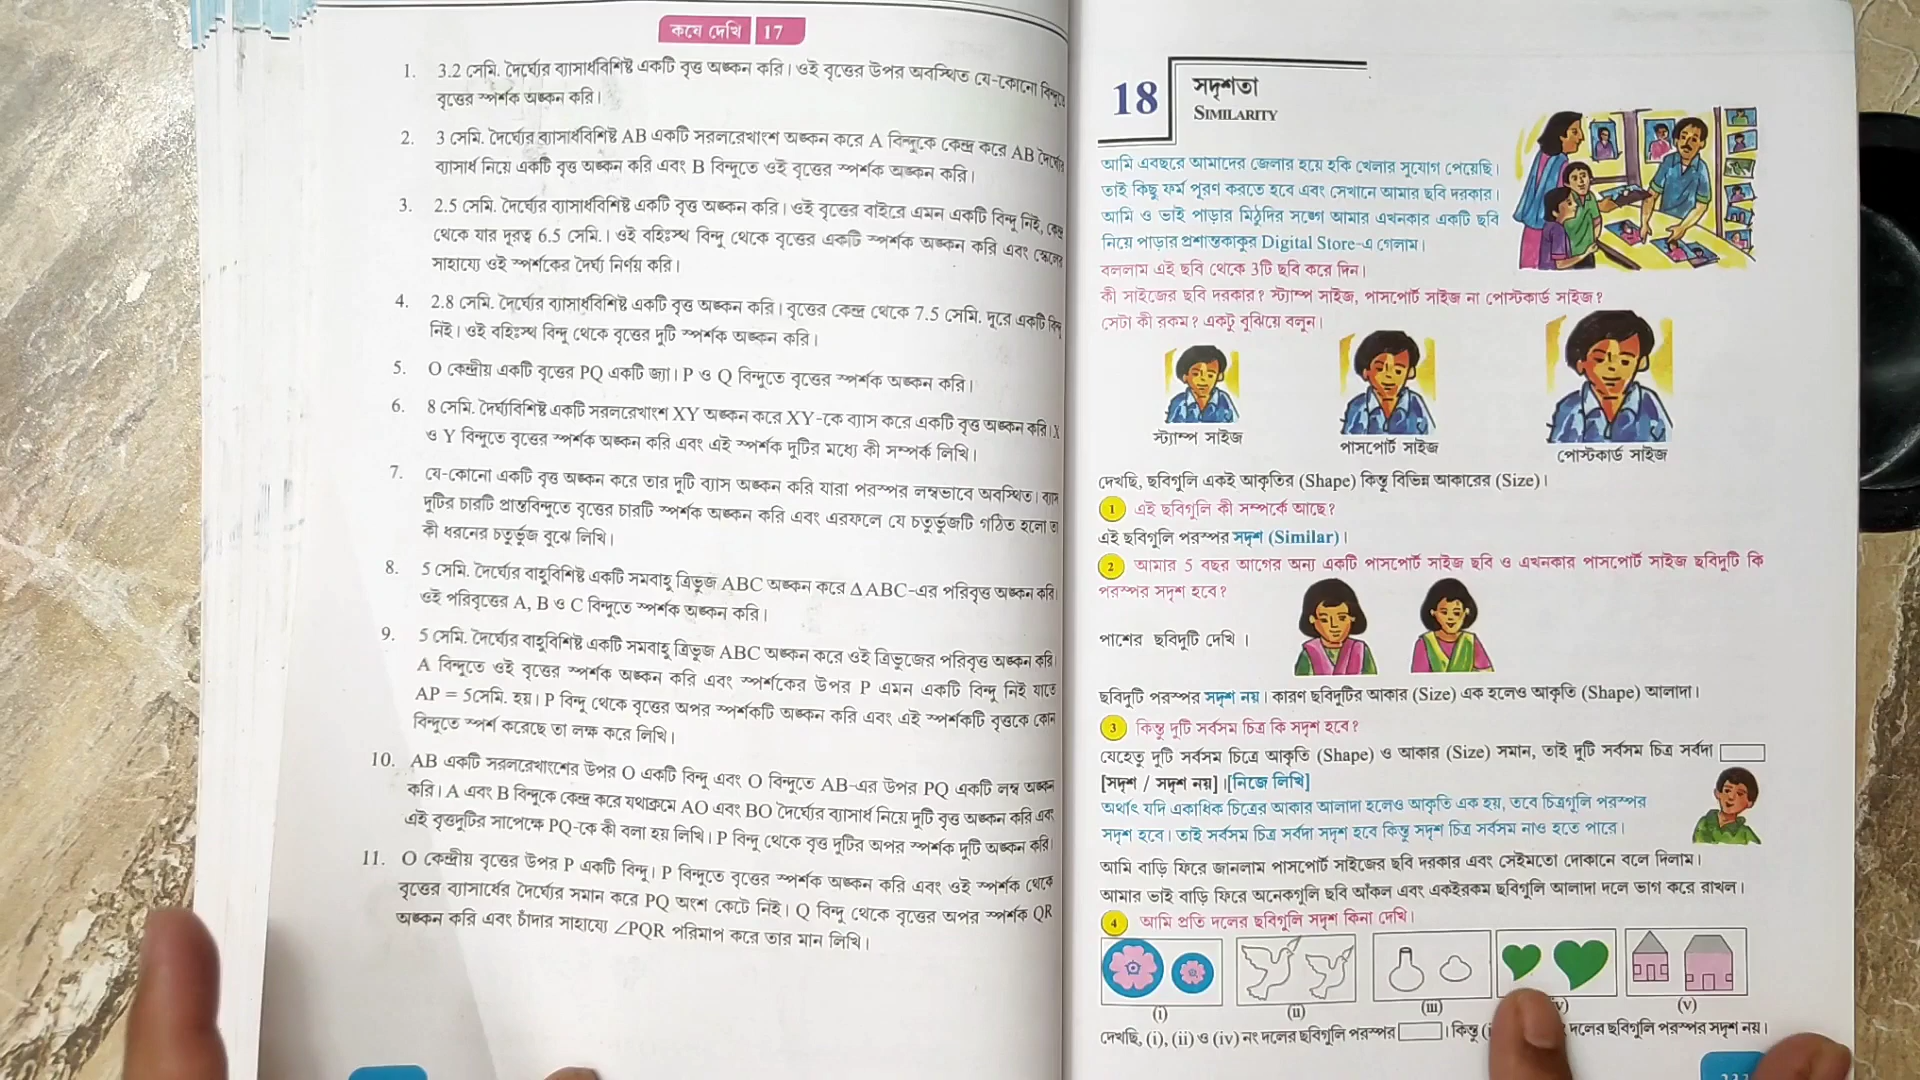 কষে দেখি 17
1. 3.2 সেমি. দৈর্ঘ্যের ব্যাসার্ধবিশিষ্ট একটি বৃত্ত অঙ্কন করি। ওই বৃত্তের উপর অবস্থিত যে-কোনো বিন্দুতে
বৃত্তের স্পর্শক অঙ্কন করি।
2. 3 সেমি. দৈর্ঘ্যের ব্যাসার্ধবিশিষ্ট AB একটি সরলরেখাংশ অঙ্কন করে A বিন্দুকে কেন্দ্র করে AB দৈর্ঘ্যের
ব্যাসার্ধ নিয়ে একটি বৃত্ত অঙ্কন করি এবং B বিন্দুতে ওই বৃত্তের স্পর্শক অঙ্কন করি।
3. 2.5 সেমি. দৈর্ঘ্যের ব্যাসার্ধবিশিষ্ট একটি বৃত্ত অঙ্কন করি। ওই বৃত্তের বাইরে এমন একটি বিন্দু নিই, কেন্দ্র
থেকে যার দূরত্ব 6.5 সেমি.। ওই বহিঃস্থ বিন্দু থেকে বৃত্তের একটি স্পর্শক অঙ্কন করি এবং স্কেলের
সাহায্যে ওই স্পর্শকের দৈর্ঘ্য নির্ণয় করি।
4. 2.8 সেমি. দৈর্ঘ্যের ব্যাসার্ধবিশিষ্ট একটি বৃত্ত অঙ্কন করি। বৃত্তের কেন্দ্র থেকে 7.5 সেমি. দূরে একটি বিন্দু
নিই। ওই বহিঃস্থ বিন্দু থেকে বৃত্তের দুটি স্পর্শক অঙ্কন করি।
5. O কেন্দ্রীয় একটি বৃত্তের PQ একটি জ্যা। P ও Q বিন্দুতে বৃত্তের স্পর্শক অঙ্কন করি।
6. 8 সেমি. দৈর্ঘ্যবিশিষ্ট একটি সরলরেখাংশ XY অঙ্কন করে XY-কে ব্যাস করে একটি বৃত্ত অঙ্কন করি। X
ও Y বিন্দুতে বৃত্তের স্পর্শক অঙ্কন করি এবং এই স্পর্শক দুটির মধ্যে কী সম্পর্ক লিখি।
7. যে-কোনো একটি বৃত্ত অঙ্কন করে তার দুটি ব্যাস অঙ্কন করি যারা পরস্পর লম্বভাবে অবস্থিত। ব্যাস
দুটির চারটি প্রান্তবিন্দুতে বৃত্তের চারটি স্পর্শক অঙ্কন করি এবং এরফলে যে চতুর্ভুজটি গঠিত হলো তা
কী ধরনের চতুর্ভুজ বুঝে লিখি।
8. 5 সেমি. দৈর্ঘ্যের বাহুবিশিষ্ট একটি সমবাহু ত্রিভুজ ABC অঙ্কন করে △ABC-এর পরিবৃত্ত অঙ্কন করি।
ওই পরিবৃত্তের A, B ও C বিন্দুতে স্পর্শক অঙ্কন করি।
9. 5 সেমি. দৈর্ঘ্যের বাহুবিশিষ্ট একটি সমবাহু ত্রিভুজ ABC অঙ্কন করে ওই ত্রিভুজের পরিবৃত্ত অঙ্কন করি।
A বিন্দুতে ওই বৃত্তের স্পর্শক অঙ্কন করি এবং স্পর্শকের উপর P এমন একটি বিন্দু নিই যাতে
AP = 5সেমি. হয়। P বিন্দু থেকে বৃত্তের অপর স্পর্শকটি অঙ্কন করি এবং এই স্পর্শকটি বৃত্তকে কোন
বিন্দুতে স্পর্শ করেছে তা লক্ষ করে লিখি।
10. AB একটি সরলরেখাংশের উপর O একটি বিন্দু এবং O বিন্দুতে AB-এর উপর PQ একটি লম্ব অঙ্কন
করি। A এবং B বিন্দুকে কেন্দ্র করে যথাক্রমে AO এবং BO দৈর্ঘ্যের ব্যাসার্ধ নিয়ে দুটি বৃত্ত অঙ্কন করি এবং
এই বৃত্তদুটির সাপেক্ষে PQ-কে কী বলা হয় লিখি। P বিন্দু থেকে বৃত্ত দুটির অপর স্পর্শক দুটি অঙ্কন করি।
11. O কেন্দ্রীয় বৃত্তের উপর P একটি বিন্দু। P বিন্দুতে বৃত্তের স্পর্শক অঙ্কন করি এবং ওই স্পর্শক থেকে
বৃত্তের ব্যাসার্ধের দৈর্ঘ্যের সমান করে PQ অংশ কেটে নিই। Q বিন্দু থেকে বৃত্তের অপর স্পর্শক QR
অঙ্কন করি এবং চাঁদার সাহায্যে ∠PQR পরিমাপ করে তার মান লিখি।
18 সদৃশতা
SIMILARITY
আমি এবছরে আমাদের জেলার হয়ে হকি খেলার সুযোগ পেয়েছি।
তাই কিছু ফর্ম পূরণ করতে হবে এবং সেখানে আমার ছবি দরকার।
আমি ও ভাই পাড়ার মিঠুদির সঙ্গে আমার এখনকার একটি ছবি
নিয়ে পাড়ার প্রশান্তকাকুর Digital Store-এ গেলাম।
বললাম এই ছবি থেকে 3টি ছবি করে দিন।
কী সাইজের ছবি দরকার? স্ট্যাম্প সাইজ, পাসপোর্ট সাইজ না পোস্টকার্ড সাইজ?
সেটা কী রকম? একটু বুঝিয়ে বলুন।
স্ট্যাম্প সাইজ পাসপোর্ট সাইজ পোস্টকার্ড সাইজ
দেখছি, ছবিগুলি একই আকৃতির (Shape) কিন্তু বিভিন্ন আকারের (Size)।
1 এই ছবিগুলি কী সম্পর্কে আছে?
এই ছবিগুলি পরস্পর সদৃশ (Similar)।
2 আমার 5 বছর আগের অন্য একটি পাসপোর্ট সাইজ ছবি ও এখনকার পাসপোর্ট সাইজ ছবিদুটি কি
পরস্পর সদৃশ হবে?
পাশের ছবিদুটি দেখি ।
ছবিদুটি পরস্পর সদৃশ নয়। কারণ ছবিদুটির আকার (Size) এক হলেও আকৃতি (Shape) আলাদা।
3 কিন্তু দুটি সর্বসম চিত্র কি সদৃশ হবে?
যেহেতু দুটি সর্বসম চিত্রে আকৃতি (Shape) ও আকার (Size) সমান, তাই দুটি সর্বসম চিত্র সর্বদা
[সদৃশ / সদৃশ নয়]।[নিজে লিখি]
অর্থাৎ যদি একাধিক চিত্রের আকার আলাদা হলেও আকৃতি এক হয়, তবে চিত্রগুলি পরস্পর
সদৃশ হবে। তাই সর্বসম চিত্র সর্বদা সদৃশ হবে কিন্তু সদৃশ চিত্র সর্বসম নাও হতে পারে।
আমি বাড়ি ফিরে জানলাম পাসপোর্ট সাইজের ছবি দরকার এবং সেইমতো দোকানে বলে দিলাম।
আমার ভাই বাড়ি ফিরে অনেকগুলি ছবি আঁকল এবং একইরকম ছবিগুলি আলাদা দলে ভাগ করে রাখল।
4 আমি প্রতি দলের ছবিগুলি সদৃশ কিনা দেখি।
(i) (ii) (iii) (v)
দেখছি, (i), (ii) ও (iv) নং দলের ছবিগুলি পরস্পর । কিন্তু দলের ছবিগুলি পরস্পর সদৃশ নয়।